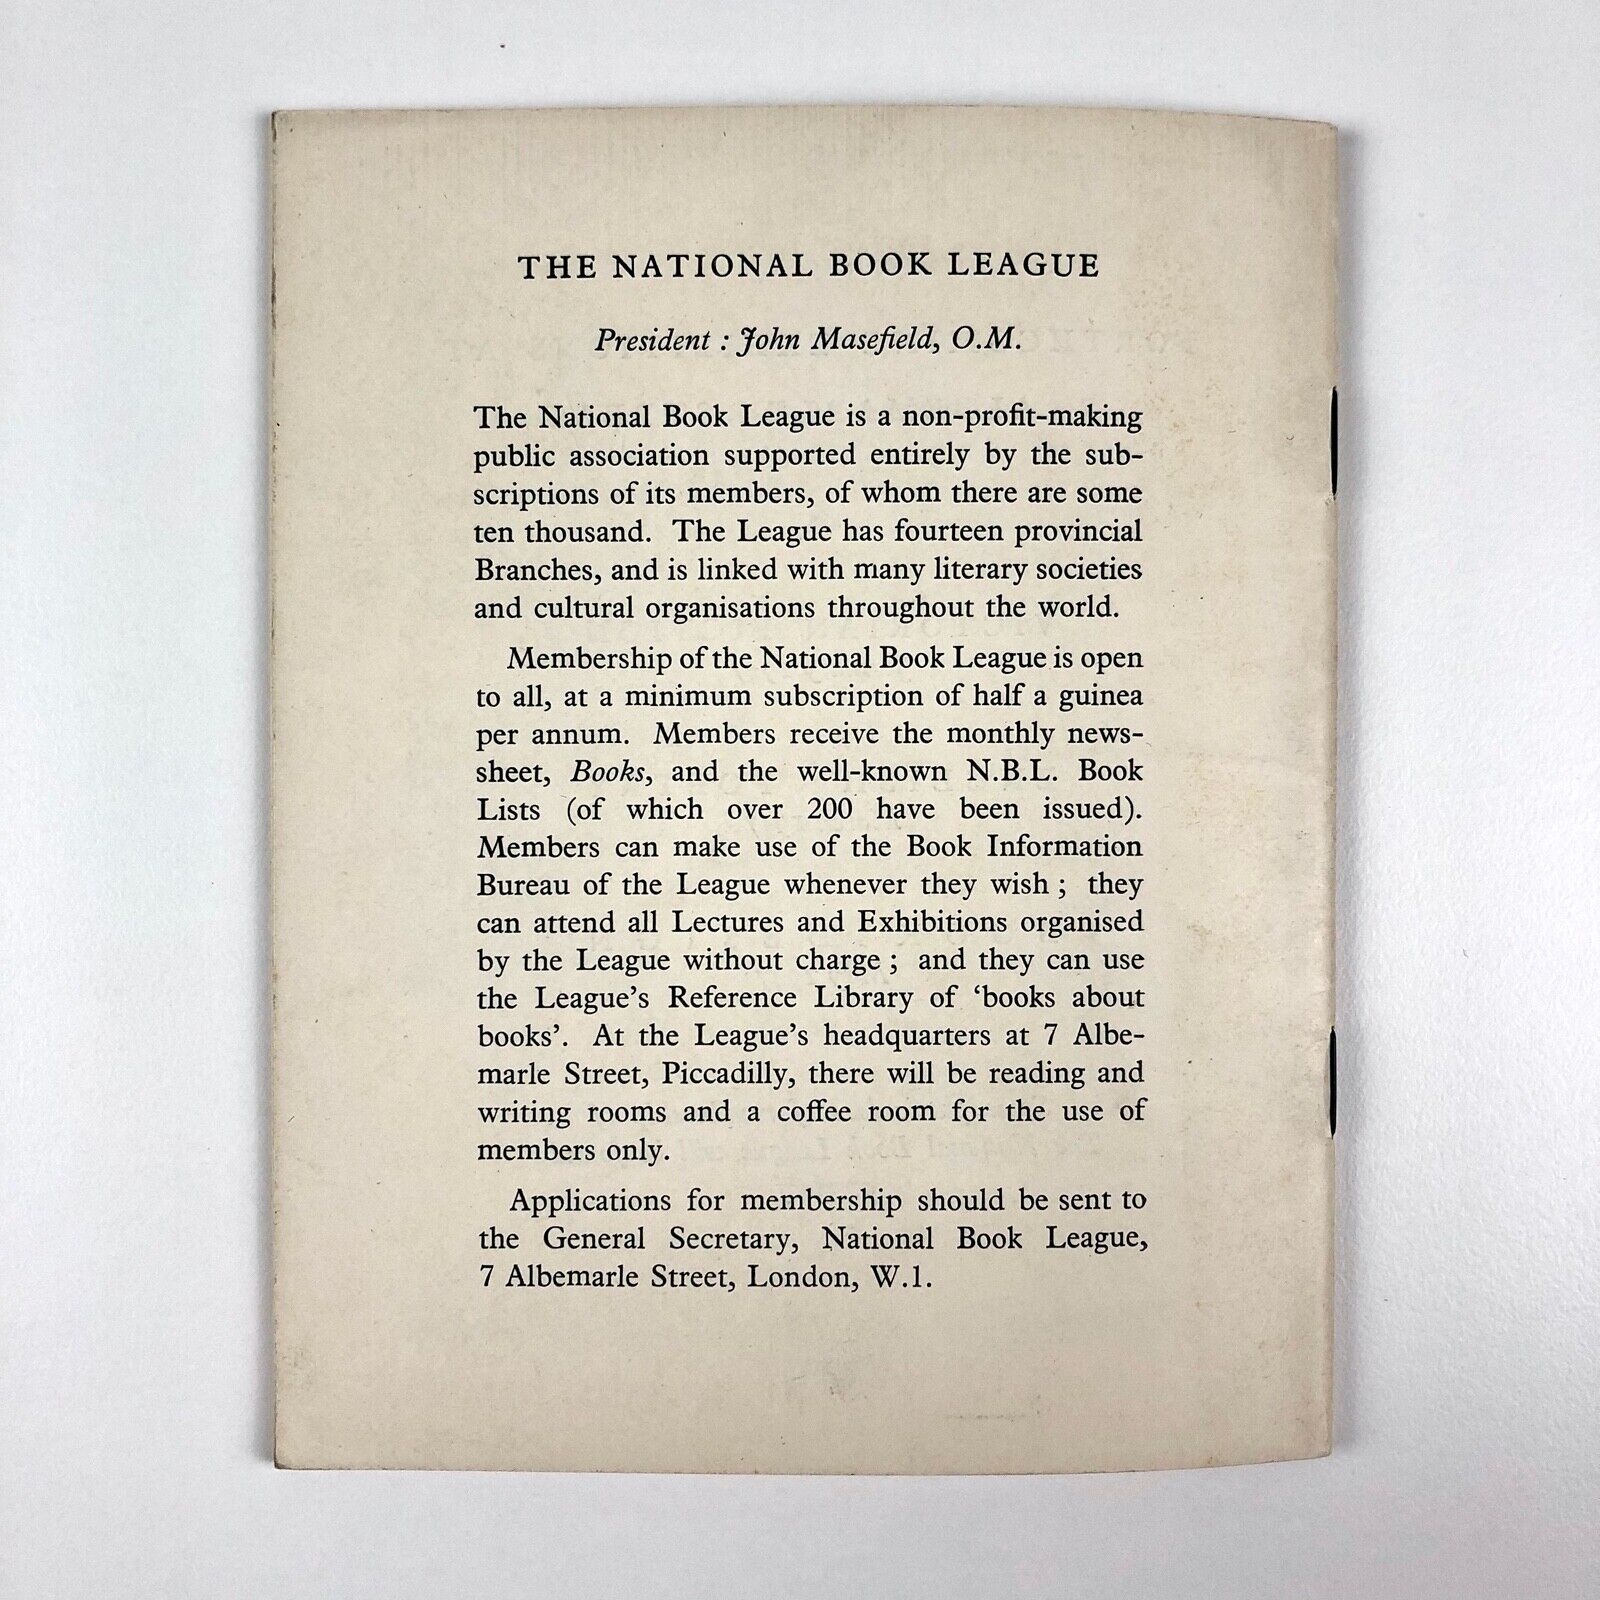 THE NATIONAL BOOK LEAGUE
President : John Masefield, O.M.
The National Book League is a non-profit-making
public association supported entirely by the sub-
scriptions of its members, of whom there are some
ten thousand. The League has fourteen provincial
Branches, and is linked with many literary societies
and cultural organisations throughout the world.
Membership of the National Book League is open
to all, at a minimum subscription of half a guinea
per annum. Members receive the monthly news-
sheet, Books, and the well-known N.B.L. Book
Lists (of which over 200 have been issued).
Members can make use of the Book Information
Bureau of the League whenever they wish ; they
can attend all Lectures and Exhibitions organised
by the League without charge ; and they can use
the League's Reference Library of ‘books about
books’. At the League's headquarters at 7 Albe-
marle Street, Piccadilly, there will be reading and
writing rooms and a coffee room for the use of
members only.
Applications for membership should be sent to
the General Secretary, National Book League,
7 Albemarle Street, London, W.1.